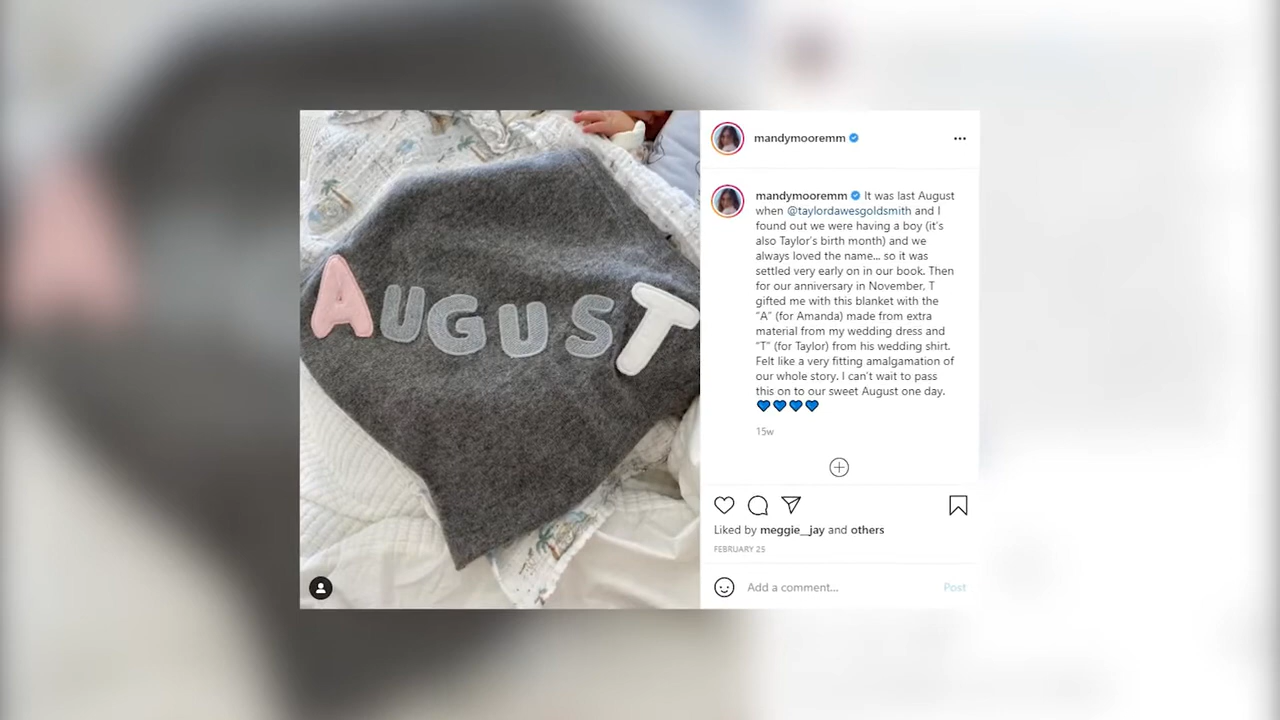 AUGUST
mandymooremm
mandymooremm It was last August
when @taylordawesgoldsmith and I
found out we were having a boy (it's
also Taylor's birth month) and we
always loved the name... so it was
settled very early on in our book. Then
for our anniversary in November, T
gifted me with this blanket with the
"A" (for Amanda) made from extra
material from my wedding dress and
"T" (for Taylor) from his wedding shirt.
Felt like a very fitting amalgamation of
our whole story. I can't wait to pass
this on to our sweet August one day.
💙💙💙💙
15w
Liked by meggie__jay and others
FEBRUARY 25
Add a comment...
Post